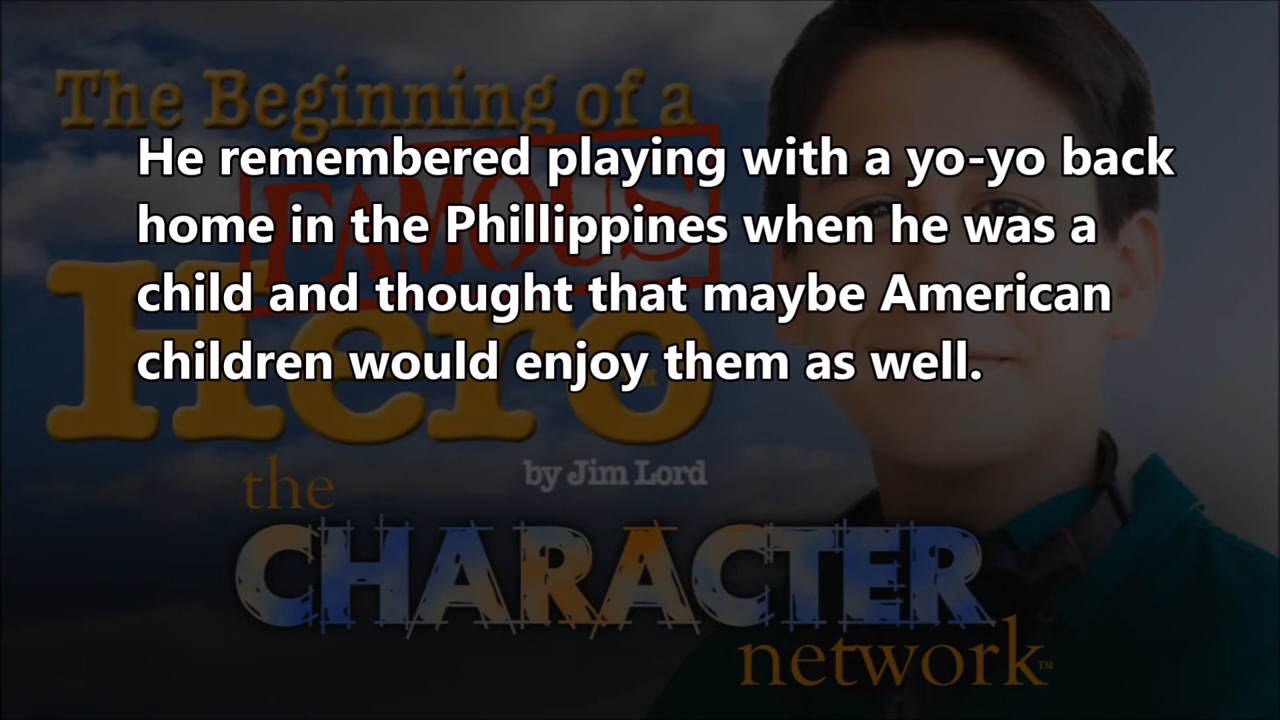 The Beginning of a
FAMOUS
Hero
by Jim Lord
the
CHARACTER
network™
He remembered playing with a yo-yo back
home in the Phillippines when he was a
child and thought that maybe American
children would enjoy them as well.